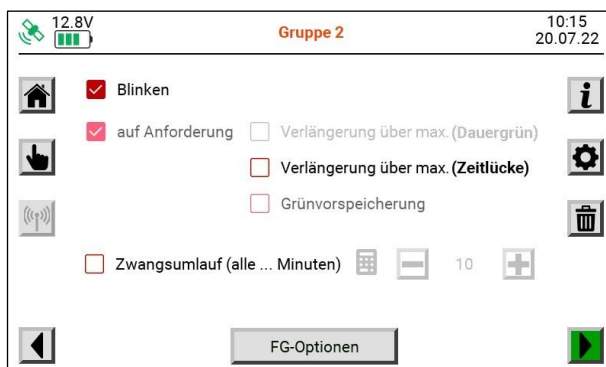 12.8V
Gruppe 2
10:15
20.07.22
Blinken
auf Anforderung
Verlängerung über max. (Dauergrün)
Verlängerung über max. (Zeitlücke)
Grünvorspeicherung
Zwangsumlauf (alle ... Minuten)
10
FG-Optionen
i